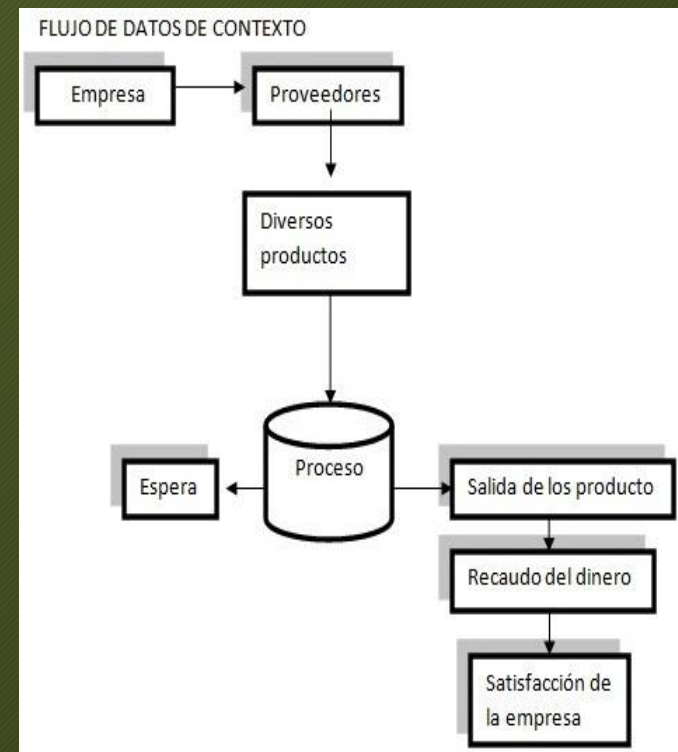 FLUJO DE DATOS DE CONTEXTO
Empresa
Proveedores
Diversos
productos
Proceso
Espera
Salida de los producto
Recaudo del dinero
Satisfacción de
la empresa